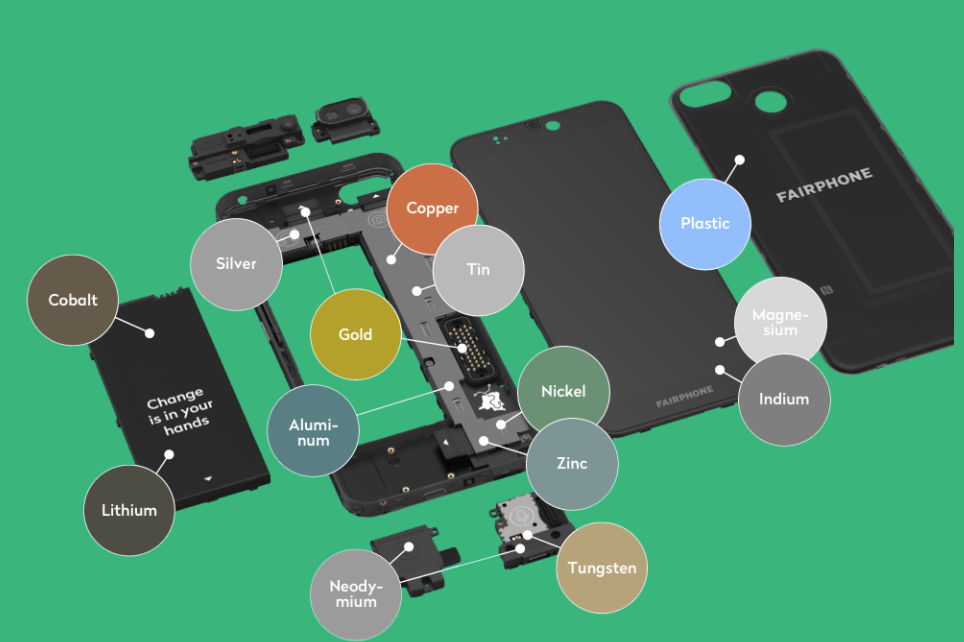 Copper
FAIRPHONE
Plastic
Silver
Tin
Cobalt
Gold
Magne-
sium
Change
is in your
hands
Nickel
FAIRPHONE
Indium
Alumi-
num
Zinc
Lithium
Tungsten
Neody-
mium